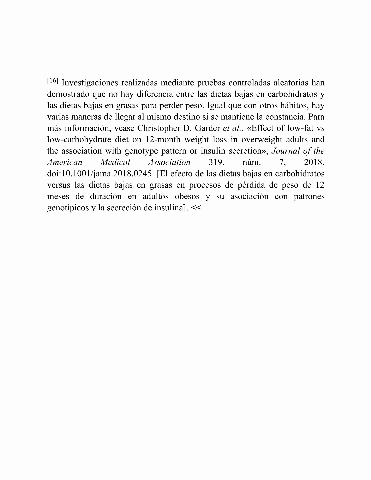 [16] Investigaciones realizadas mediante pruebas controladas aleatorias han
demostrado que no hay diferencia entre las dietas bajas en carbohidratos y
las dietas bajas en grasas para perder peso. Igual que con otros hábitos, hay
varias maneras de llegar al mismo destino si se mantiene la constancia. Para
más información, véase Christopher D. Garder et al., «Effect of low-fat vs
low-carbohydrate diet on 12-month weight loss in overweight adults and
the association with genotype pattern or insulin secretion», Journal of the
American Medical Association 319, núm. 7, 2018,
doi:10.1001/jama.2018.0245. [El efecto de las dietas bajas en carbohidratos
versus las dietas bajas en grasas en procesos de pérdida de peso de 12
meses de duración en adultos obesos y su asociación con patrones
genotípicos y la secreción de insulina]. <<